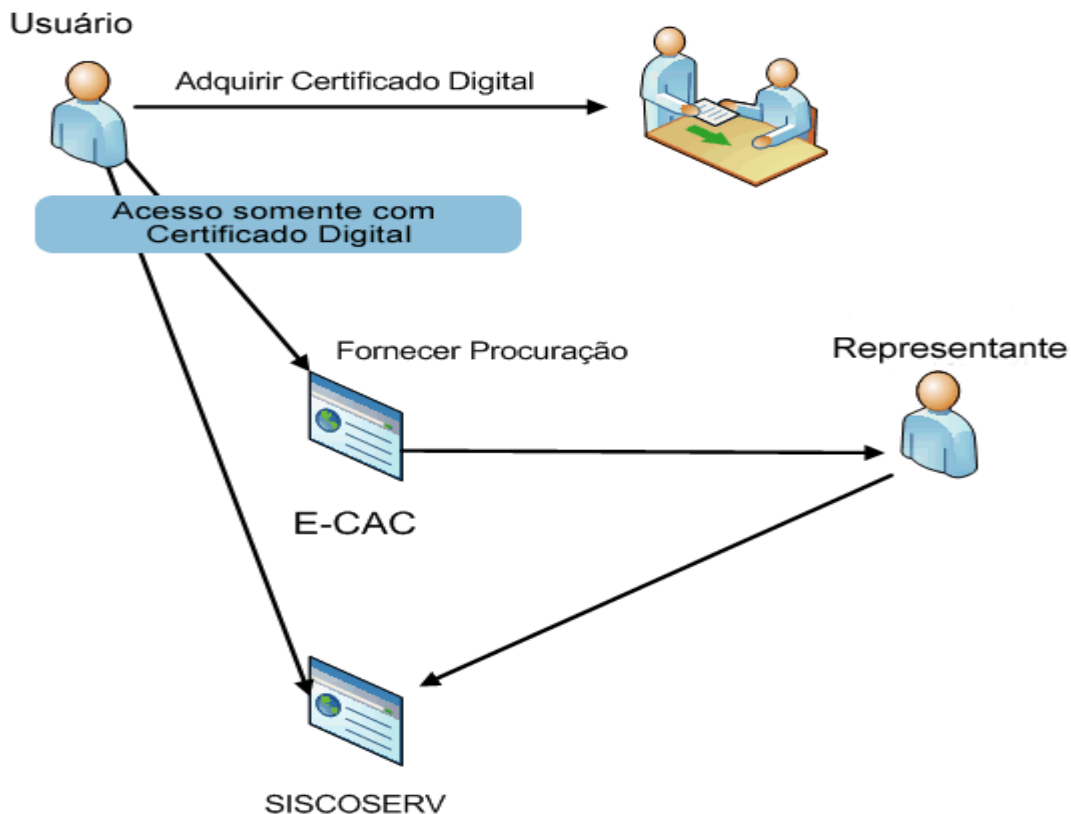 Usuário
Adquirir Certificado Digital
Acesso somente com
Certificado Digital
Fornecer Procuração
Representante
E-CAC
SISCOSERV